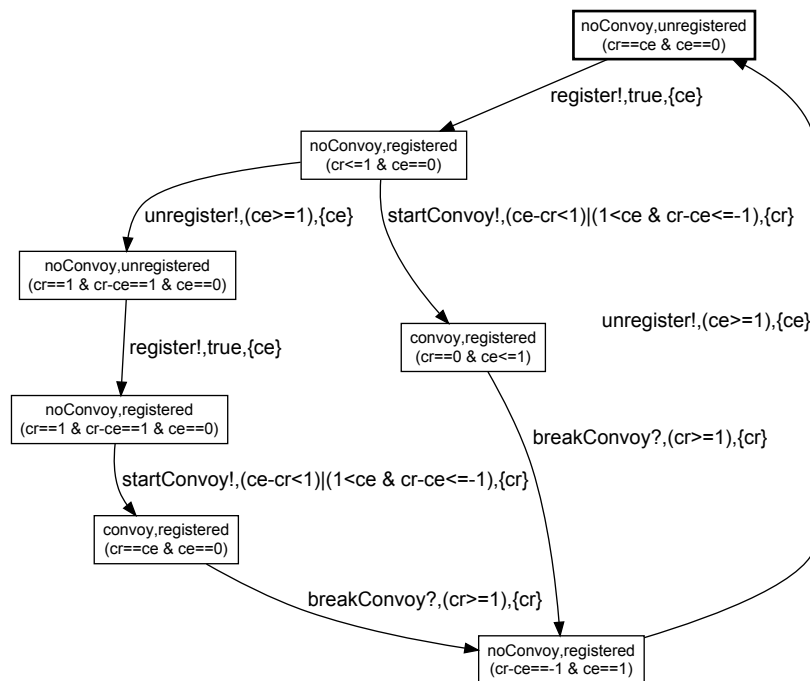 noConvoy,unregistered
(cr==ce & ce==0)
register!,true,{ce}
noConvoy,registered
(cr<=1 & ce==0)
unregister!,(ce>=1),{ce}
startConvoy!,(ce-cr<1)|(1<ce & cr-ce<=-1),{cr}
noConvoy,unregistered
(cr==1 & cr-ce==1 & ce==0)
unregister!,(ce>=1),{ce}
convoy,registered
(cr==0 & ce<=1)
register!,true,{ce}
noConvoy,registered
(cr==1 & cr-ce==1 & ce==0)
breakConvoy?,(cr>=1),{cr}
startConvoy!,(ce-cr<1)|(1<ce & cr-ce<=-1),{cr}
convoy,registered
(cr==ce & ce==0)
breakConvoy?,(cr>=1),{cr}
noConvoy,registered
(cr-ce==-1 & ce==1)